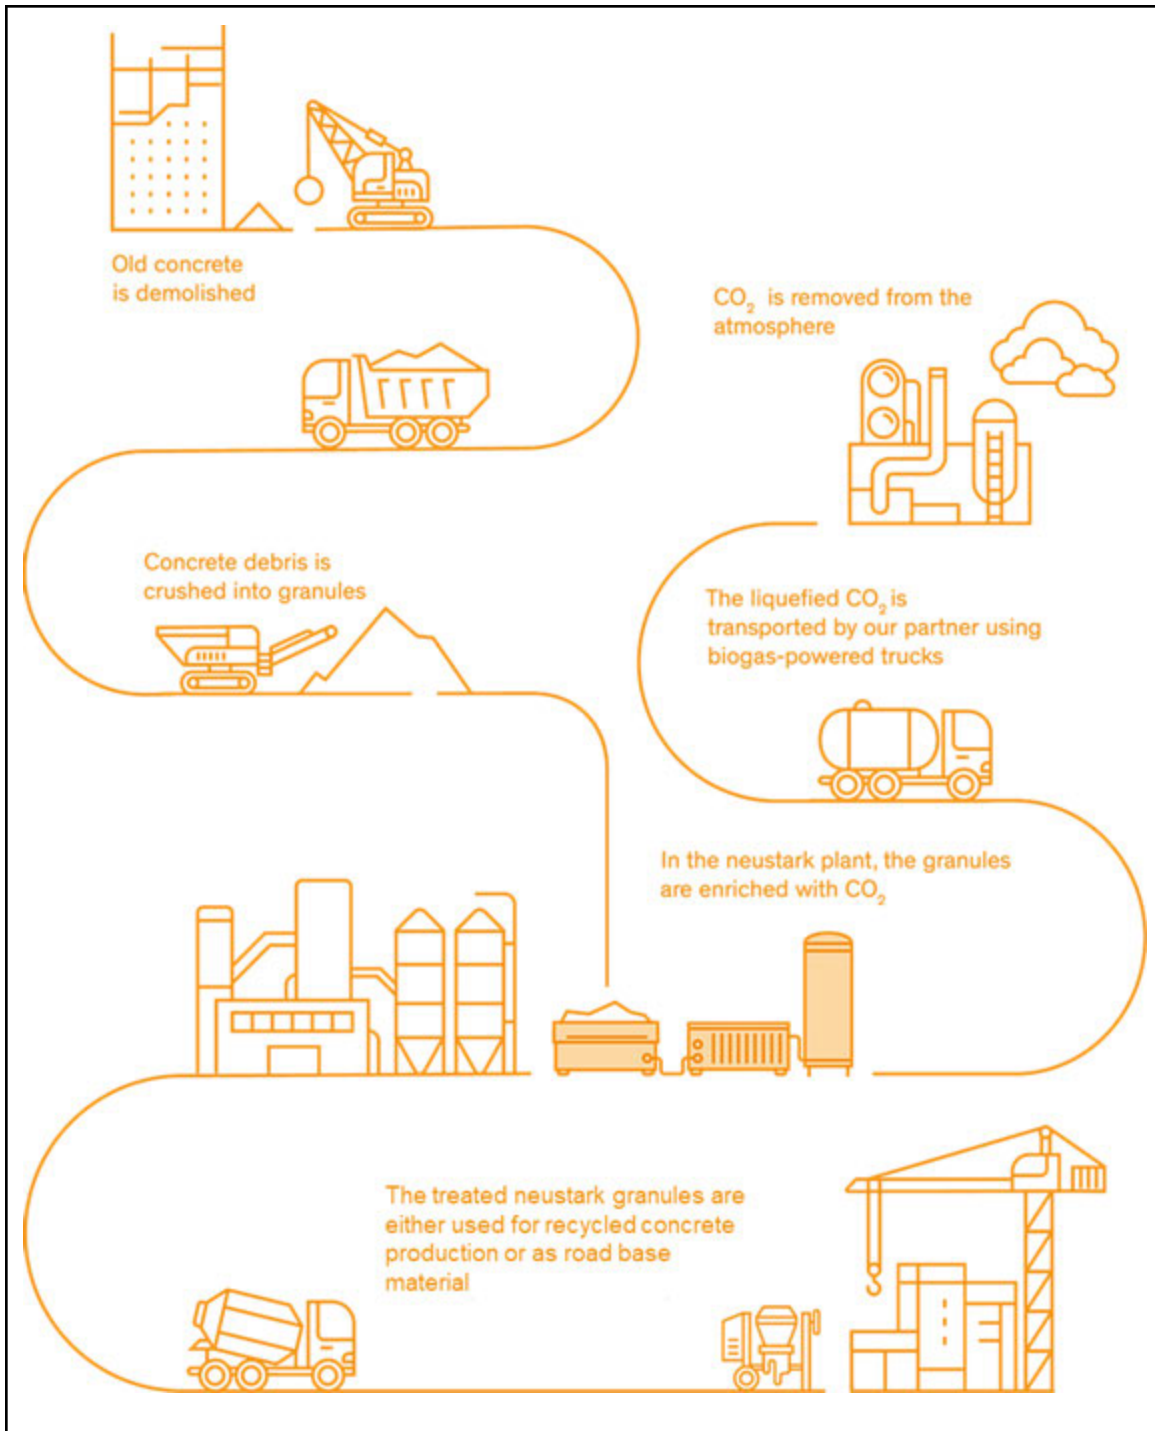 Old concrete
is demolished
CO₂ is removed from the
atmosphere
Concrete debris is
crushed into granules
The liquefied CO₂ is
transported by our partner using
biogas-powered trucks
In the neustark plant, the granules
are enriched with CO₂
The treated neustark granules are
either used for recycled concrete
production or as road base
material